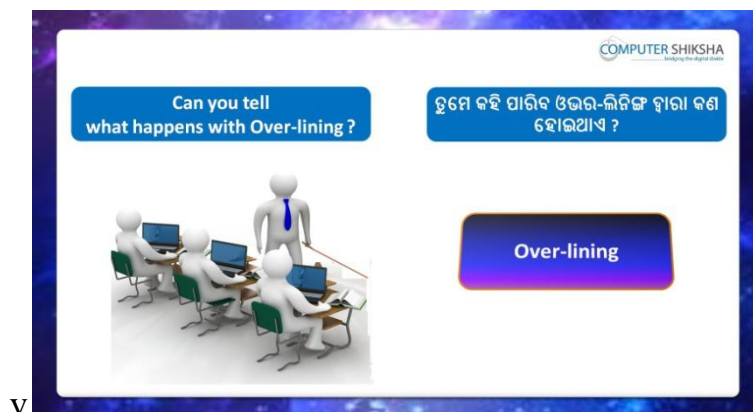 COMPUTER SHIKSHA
bridging the digital divide
Can you tell
what happens with Over-lining ?
ତୁମେ କହି ପାରିବ ଓଭର-ଲିନିଙ୍ଗ ଦ୍ୱାରା କଣ
ହୋଇଥାଏ ?
Over-lining
v